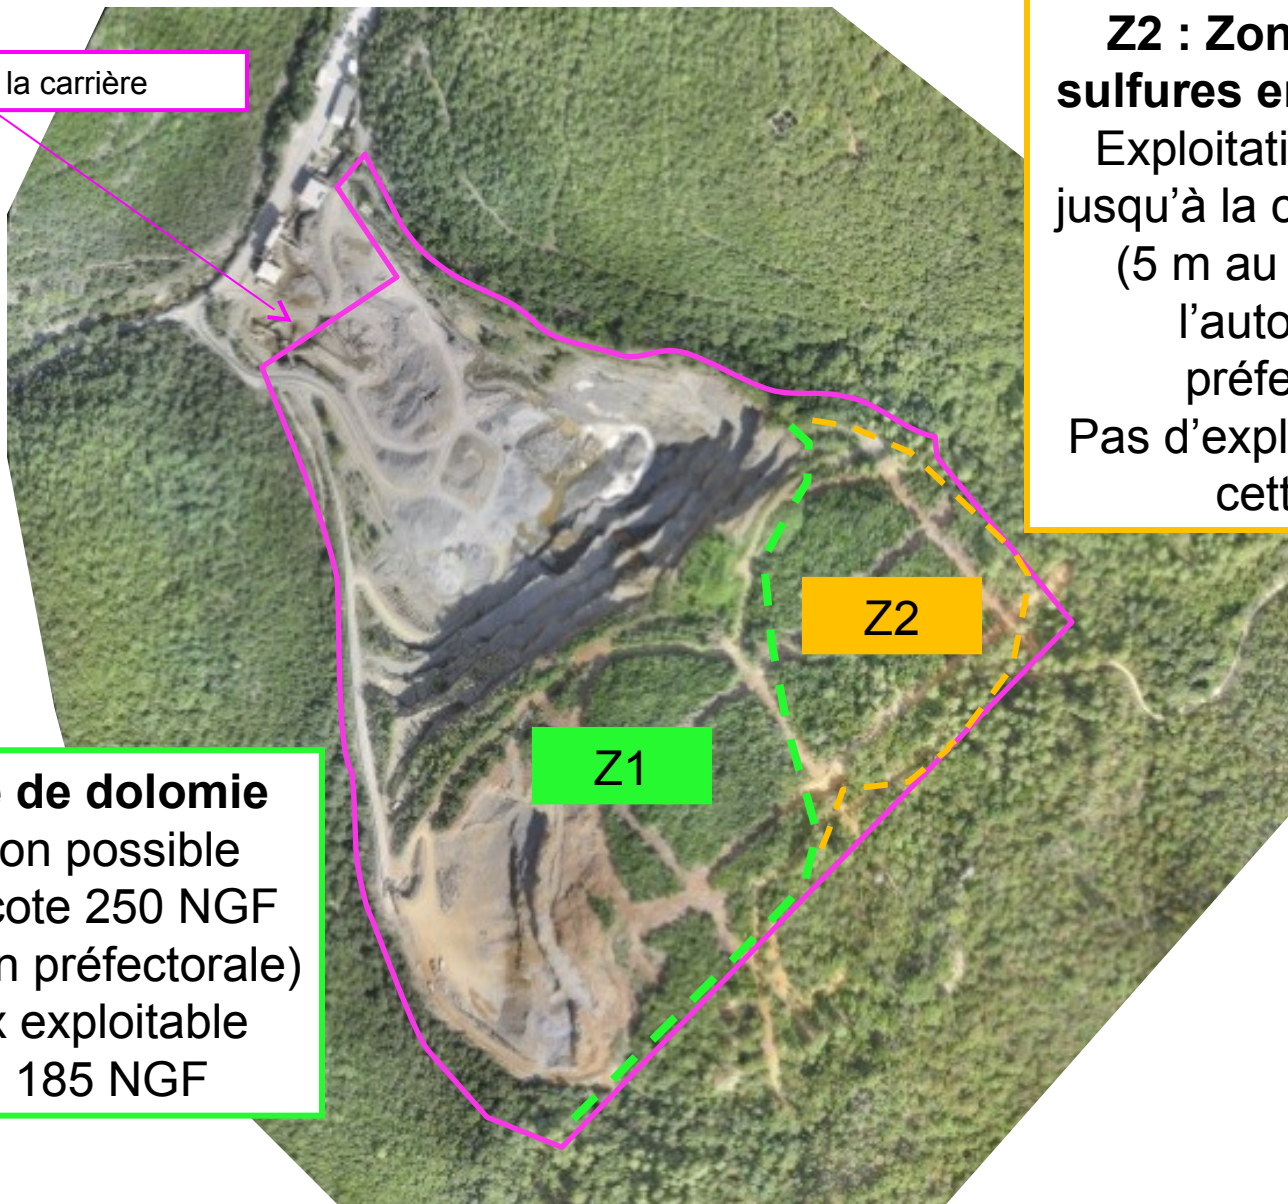 la carrière
Z2 : Zon
sulfures e
Exploitati
jusqu’à la c
(5 m au
l’auto
préfe
Pas d’expl
cett
Z2
Z1
de dolomie
on possible
cote 250 NGF
n préfectorale)
x exploitable
185 NGF